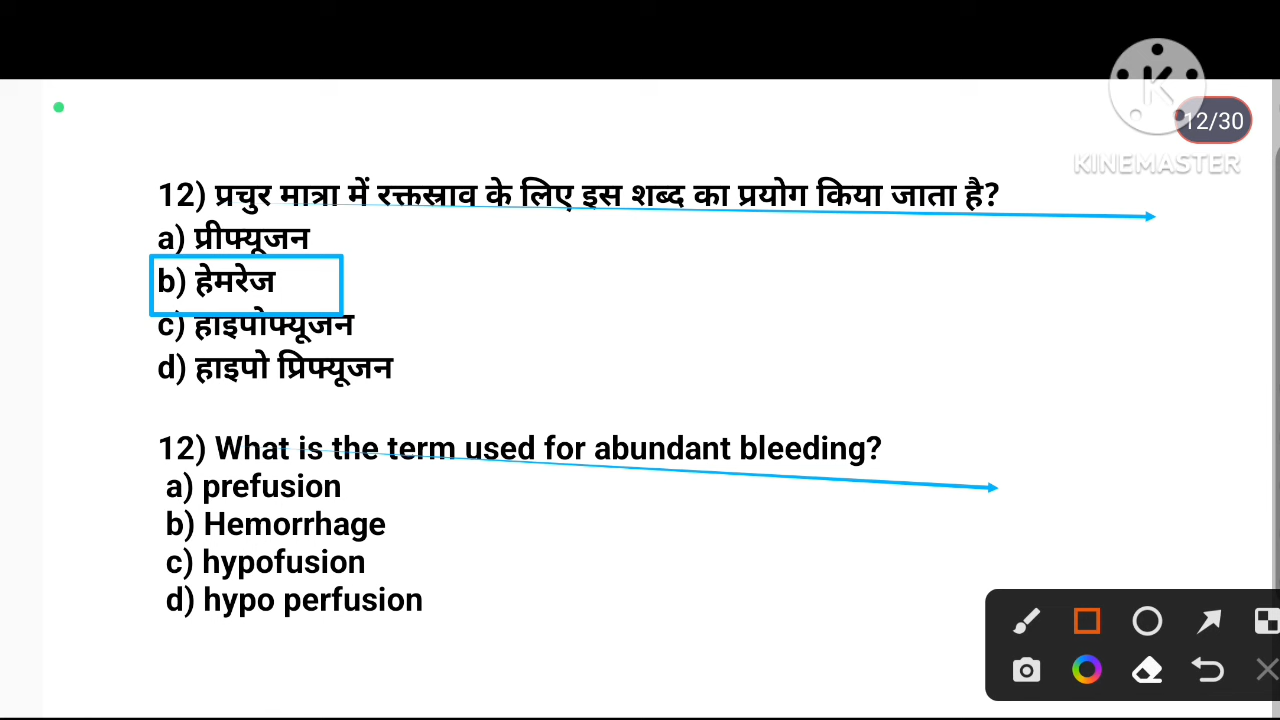 KINEMASTER
12/30
12) प्रचुर मात्रा में रक्तस्राव के लिए इस शब्द का प्रयोग किया जाता है?
a) प्रीफ्यूजन
b) हेमरेज
c) हाइपोफ्यूजन
d) हाइपो प्रिफ्यूजन
12) What is the term used for abundant bleeding?
a) prefusion
b) Hemorrhage
c) hypofusion
d) hypo perfusion